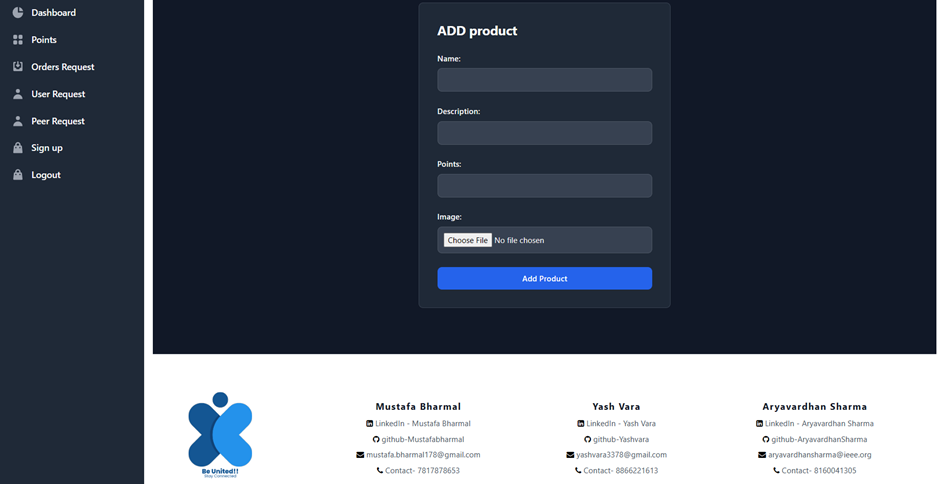 Dashboard
Points
Orders Request
User Request
Peer Request
Sign up
Logout
ADD product
Name:
Description:
Points:
Image:
Choose File No file chosen
Add Product
Be United!!
Stay Connected
Mustafa Bharmal
LinkedIn - Mustafa Bharmal
github-Mustafabharmal
mustafa.bharmal178@gmail.com
Contact- 7817878653
Yash Vara
LinkedIn - Yash Vara
github-Yashvara
yashvara3378@gmail.com
Contact- 8866221613
Aryavardhan Sharma
LinkedIn - Aryavardhan Sharma
github-AryavardhanSharma
aryavardhansharma@ieee.org
Contact- 8160041305